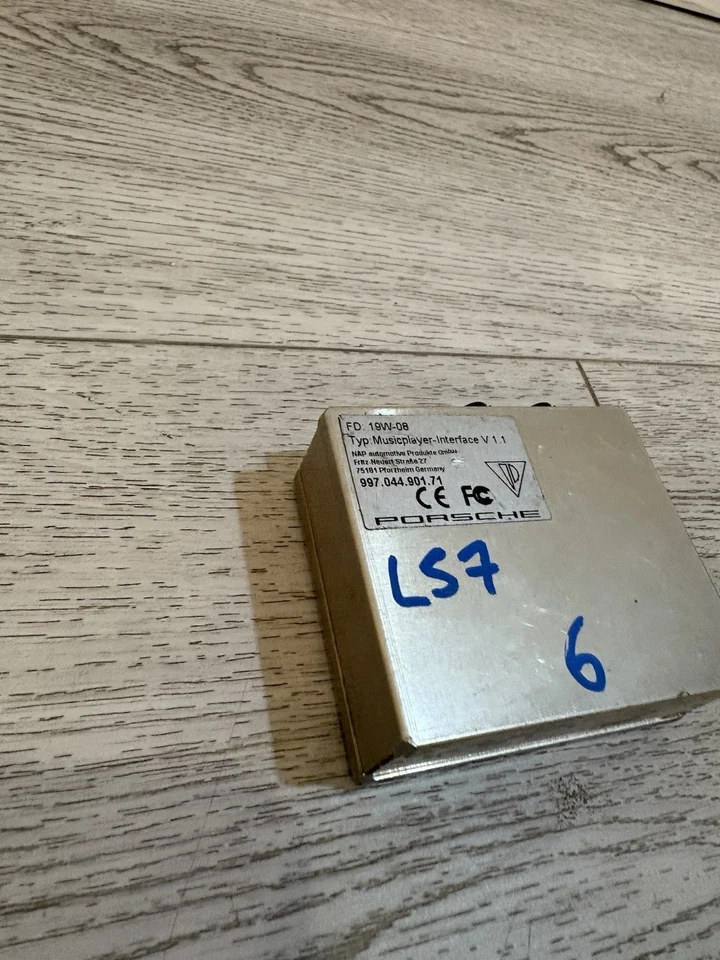 FD. 19W-08
Typ:Musicplayer-Interface V 1.1
NAP automotive Produkte GmbH
Fritz-Neuert Straße 27
75181 Pforzheim Germany
997.044.901.71
CE FC
PORSCHE
LS7
6